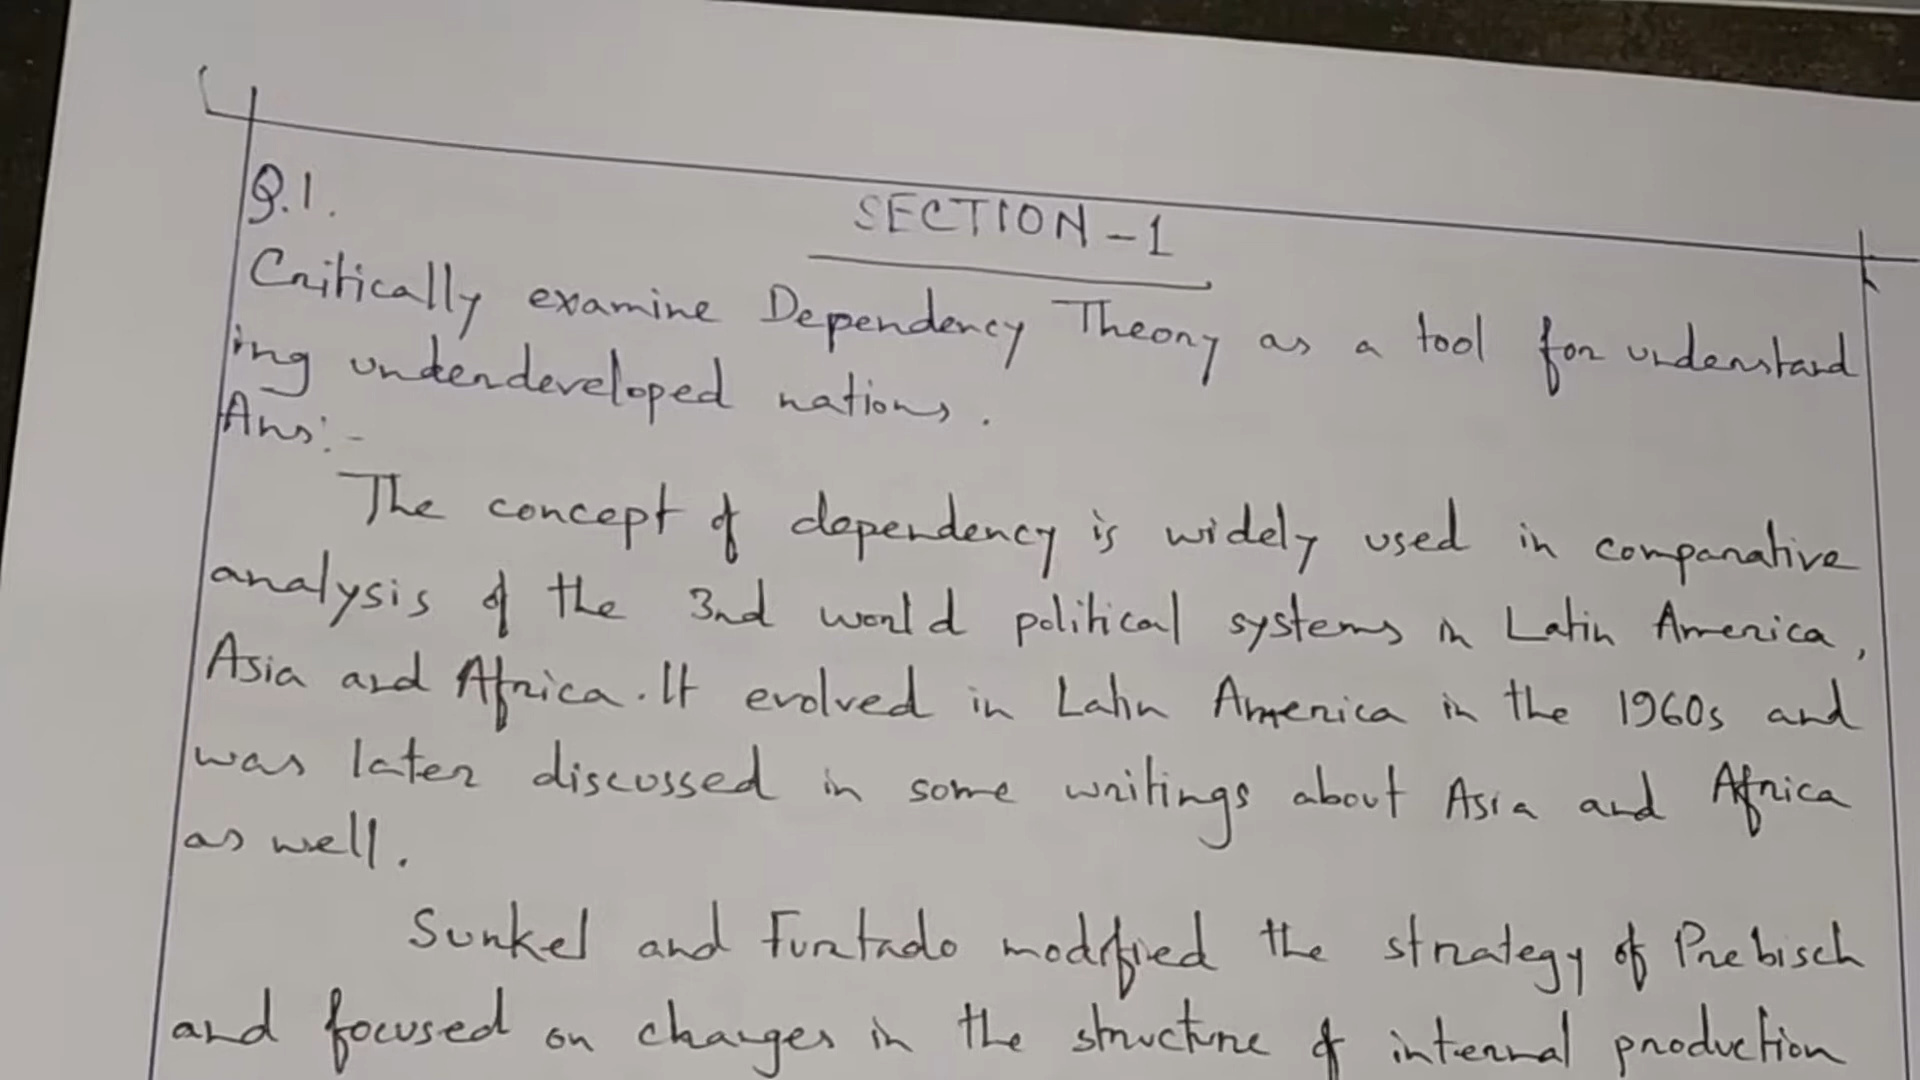 Q.1.
SECTION-1
Critically examine Dependency Theory as a tool for understand
ing underdeveloped nations.
Ans:-
The concept of dependency is widely used in comparative
analysis of the 3rd world political systems in Latin America,
Asia and Africa. It evolved in Latin America in the 1960s and
was later discussed in some writings about Asia and Africa
as well.
Sunkel and Furtado modified the strategy of Prebisch
and focused on changes in the structure of internal production